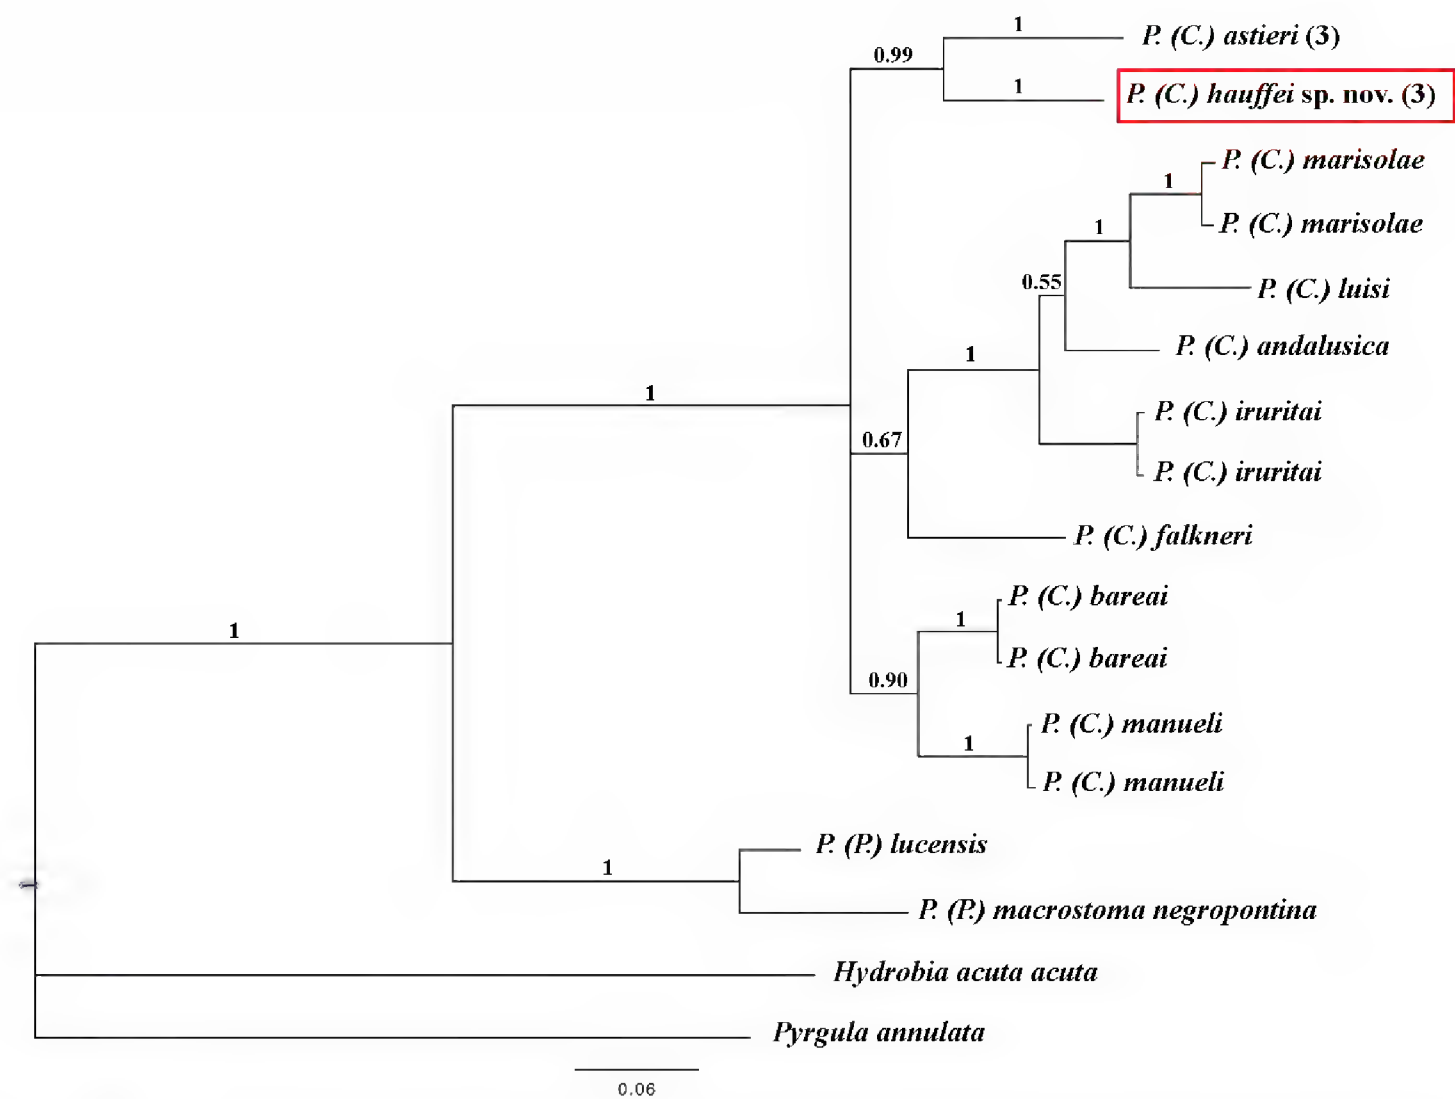 1
P. (C.) astieri (3)
0.99
1
P. (C.) hauffei sp. nov. (3)
P. (C.) marisolae
1
P. (C.) marisolae
1
0.55
P. (C.) luisi
P. (C.) andalusica
1
1
P. (C.) iruritai
0.67
P. (C.) iruritai
P. (C.) falkneri
P. (C.) bareai
1
1
P. (C.) bareai
0.90
P. (C.) manueli
1
P. (C.) manueli
P. (P.) lucensis
1
1
P. (P.) macrostoma negropontina
Hydrobia acuta acuta
Pyrgula annulata
0.06